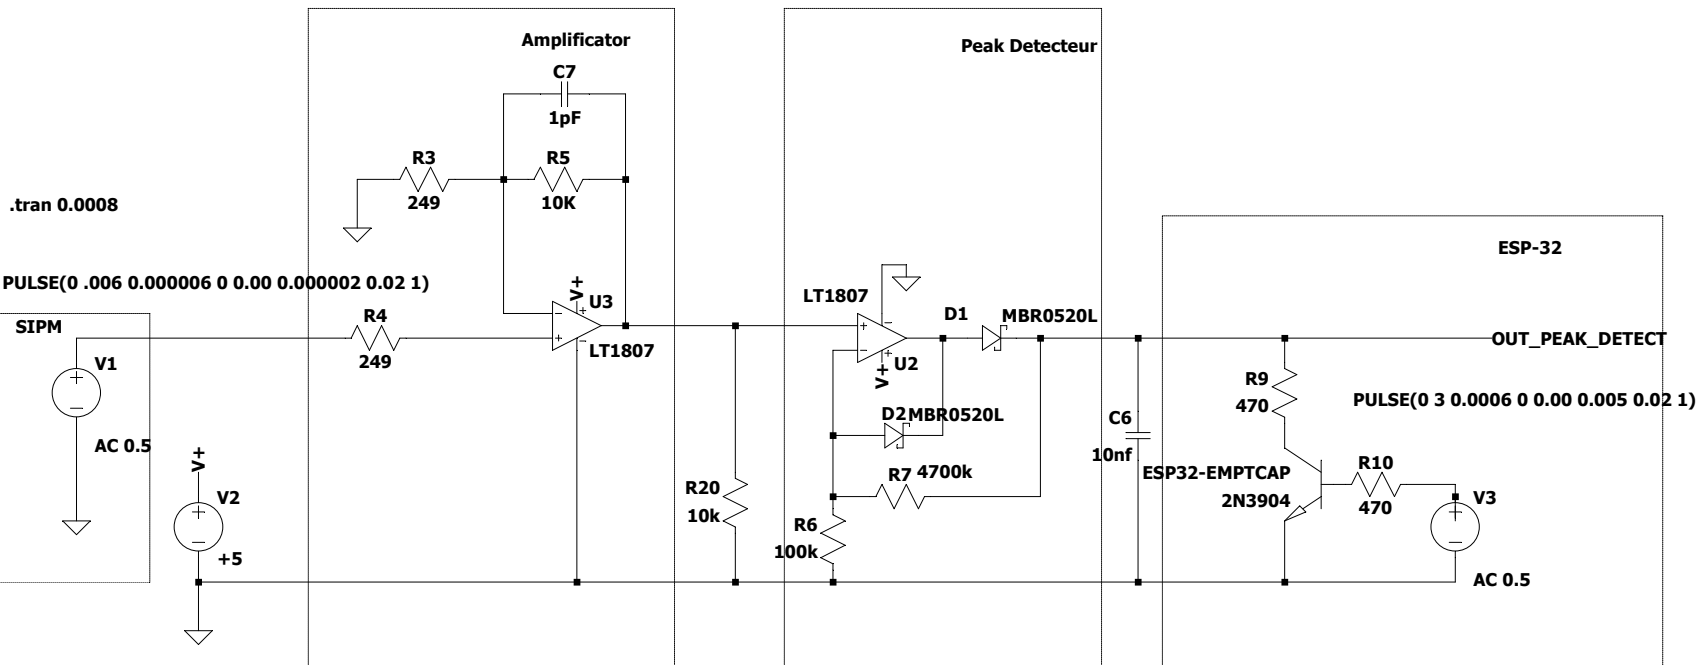 Amplificator
Peak Detecteur
C7
1pF
R3
249
R5
10K
.tran 0.0008
ESP-32
PULSE(0 .006 0.000006 0 0.00 0.000002 0.02 1)
V+
U3
LT1807
SIPM
R4
249
LT1807
V+
U2
D1
MBR0520L
OUT_PEAK_DETECT
V1
AC 0.5
R9
470
PULSE(0 3 0.0006 0 0.00 0.005 0.02 1)
D2
MBR0520L
C6
10nf
V+
V2
+5
R20
10k
R7
4700k
R6
100k
ESP32-EMPTCAP
2N3904
R10
470
V3
AC 0.5